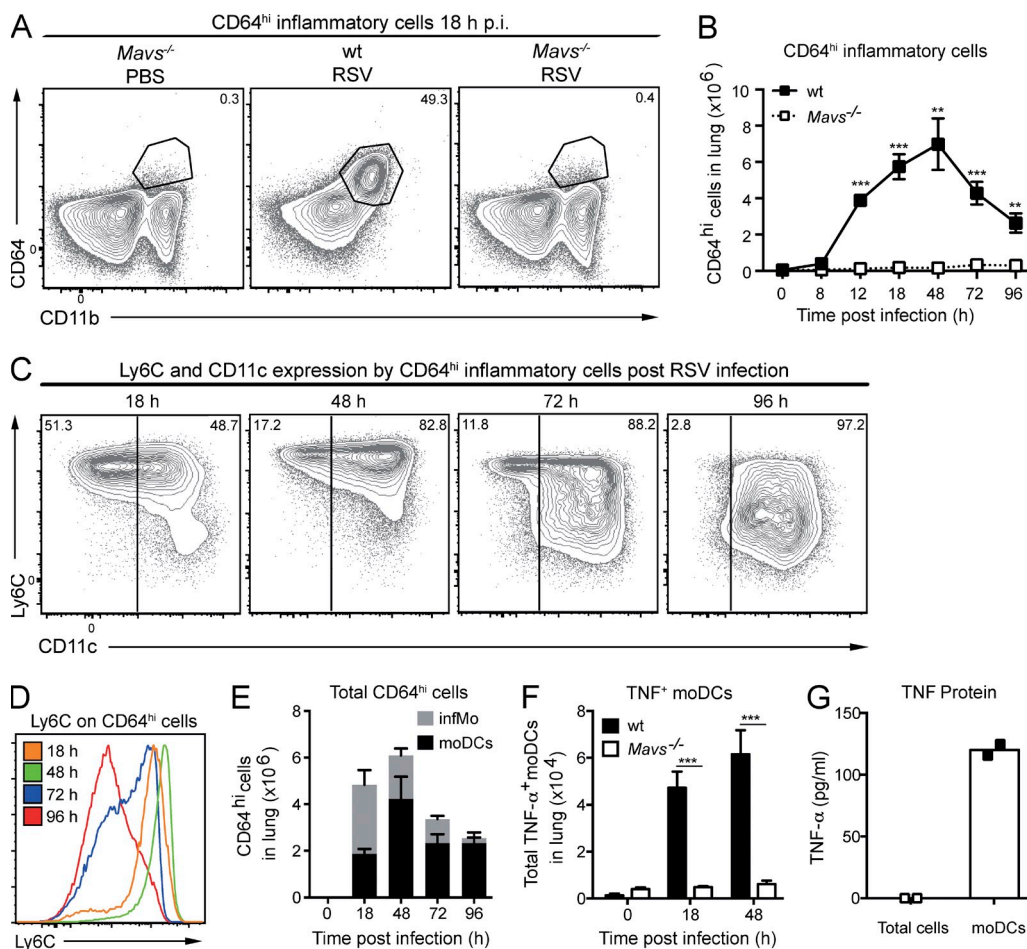 A
CD64hi inflammatory cells 18 h p.i.
Mavs-/-
PBS
wt
RSV
Mavs-/-
RSV
0.3
49.3
0.4
CD64
0
0
CD11b
B
CD64hi inflammatory cells
wt
Mavs-/-
CD64hi cells in lung (x10^6)
10
8
6
4
2
0
***
***
**
***
**
0 8 12 18 48 72 96
Time post infection (h)
C
Ly6C and CD11c expression by CD64hi inflammatory cells post RSV infection
18 h 48 h 72 h 96 h
51.3 48.7
17.2 82.8
11.8 88.2
2.8 97.2
Ly6C
0
0
CD11c
D
Ly6C on CD64hi cells
18 h
48 h
72 h
96 h
Ly6C
E
Total CD64hi cells
infMo
moDCs
CD64hi cells
in lung (x10^6)
8
6
4
2
0
0 18 48 72 96
Time post infection (h)
F
TNF+ moDCs
wt
Mavs-/-
Total TNF-α+ moDCs
in lung (x10^4)
8
6
4
2
0
***
***
0 18 48
Time post infection (h)
G
TNF Protein
TNF-α (pg/ml)
150
100
50
0
Total cells moDCs